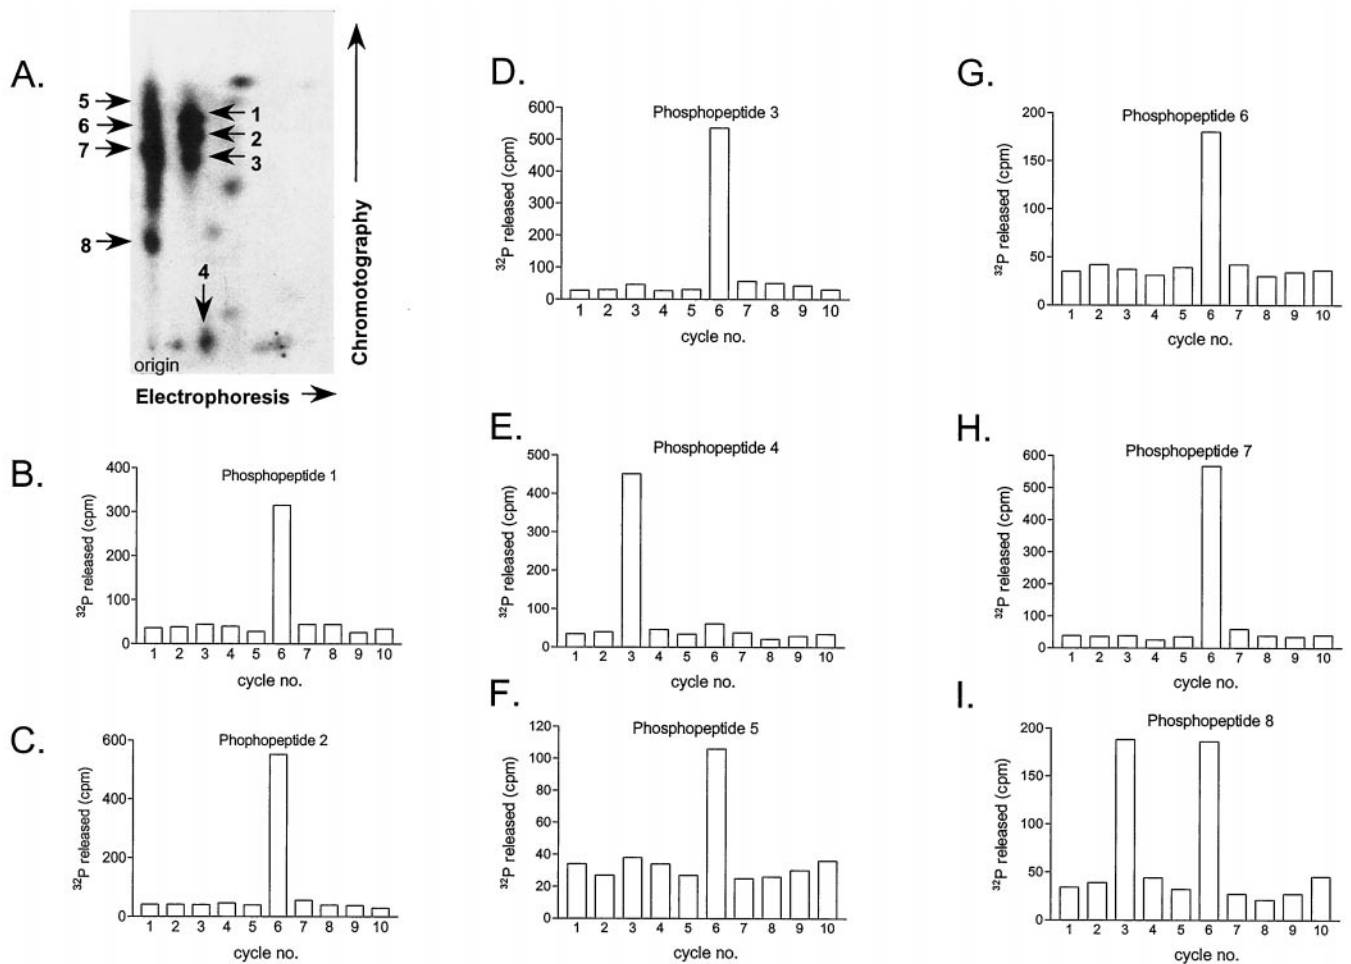 A.
5
6
7
8
1
2
3
4
origin
Electrophoresis
Chromotography
B.
Phosphopeptide 1
400
300
200
100
0
32P released (cpm)
1 2 3 4 5 6 7 8 9 10
cycle no.
C.
Phophopeptide 2
600
400
200
0
32P released (cpm)
1 2 3 4 5 6 7 8 9 10
cycle no.
D.
Phosphopeptide 3
600
500
400
300
200
100
0
32P released (cpm)
1 2 3 4 5 6 7 8 9 10
cycle no.
E.
Phosphopeptide 4
500
400
300
200
100
0
32P released (cpm)
1 2 3 4 5 6 7 8 9 10
cycle no.
F.
Phosphopeptide 5
120
100
80
60
40
20
0
32P released (cpm)
1 2 3 4 5 6 7 8 9 10
cycle no.
G.
Phosphopeptide 6
200
150
200
50
0
32P released (cpm)
1 2 3 4 5 6 7 8 9 10
cycle no.
H.
Phosphopeptide 7
600
500
400
300
200
100
0
32P released (cpm)
1 2 3 4 5 6 7 8 9 10
cycle no.
I.
Phosphopeptide 8
200
150
200
50
0
32P released (cpm)
1 2 3 4 5 6 7 8 9 10
cycle no.